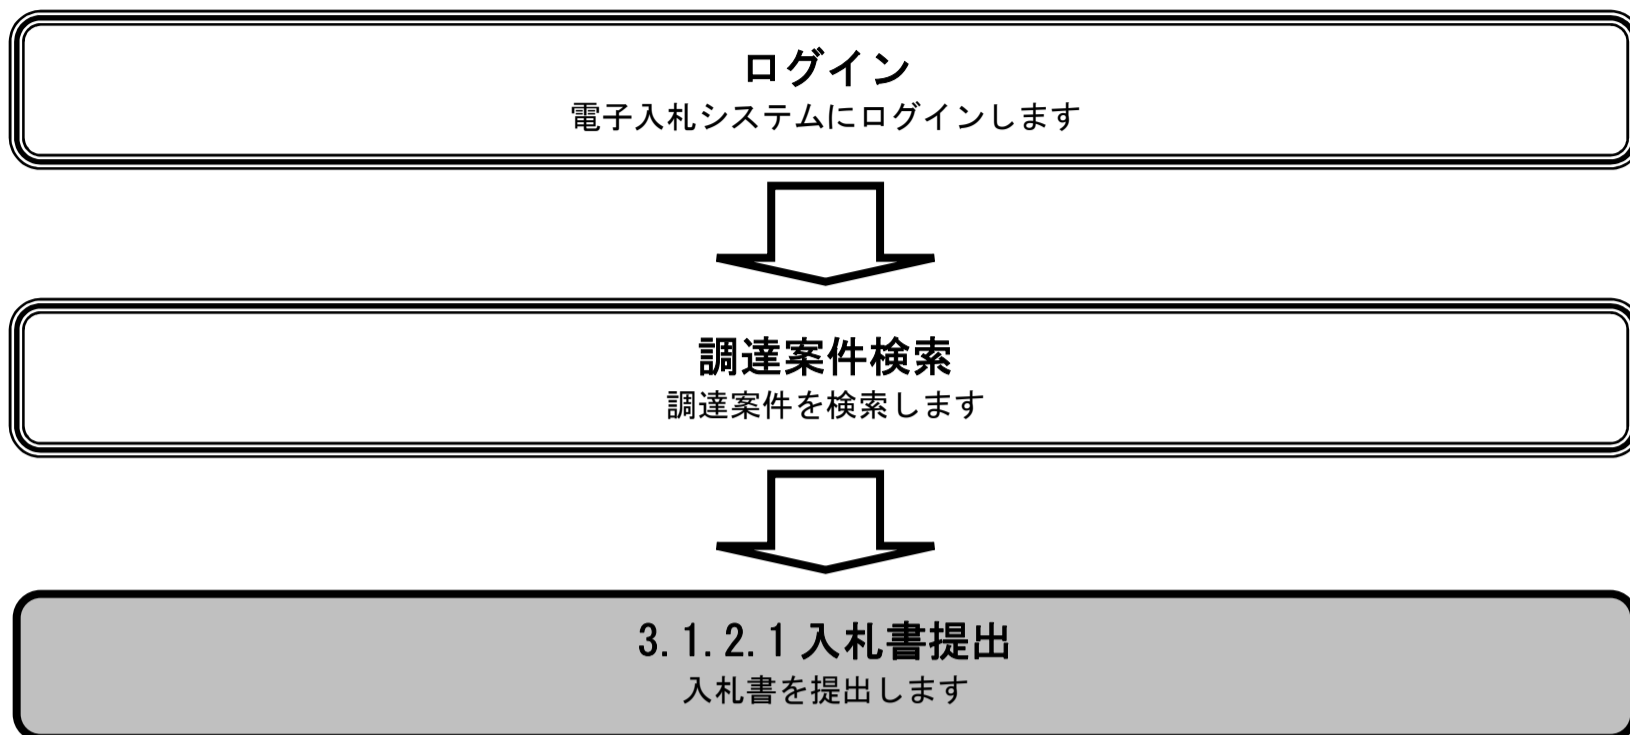 ログイン
電子入札システムにログインします
調達案件検索
調達案件を検索します
3.1.2.1 入札書提出
入札書を提出します